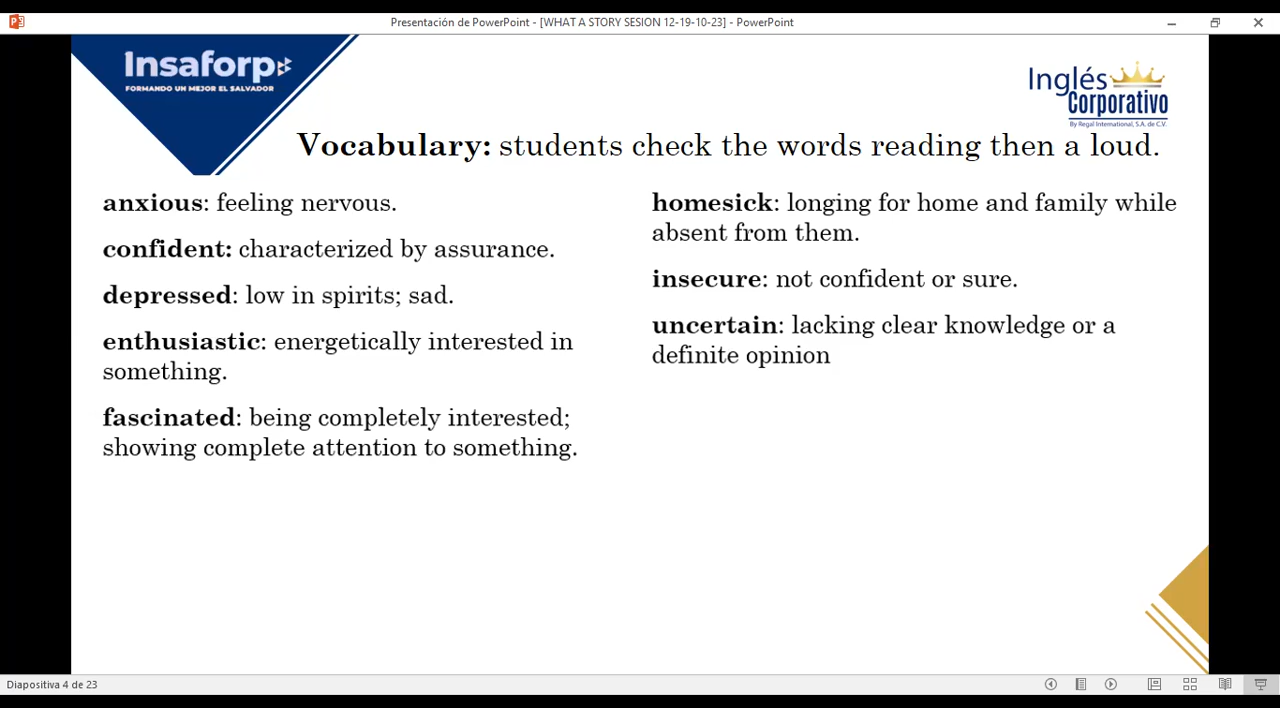 Presentación de PowerPoint - [WHAT A STORY SESION 12-19-10-23] - PowerPoint
Insaforp
FORMANDO UN MEJOR EL SALVADOR
Inglés
Corporativo
By Regal International, S.A. de C.V.
Vocabulary: students check the words reading then a loud.
anxious: feeling nervous.
confident: characterized by assurance.
depressed: low in spirits; sad.
enthusiastic: energetically interested in
something.
fascinated: being completely interested;
showing complete attention to something.
homesick: longing for home and family while
absent from them.
insecure: not confident or sure.
uncertain: lacking clear knowledge or a
definite opinion
Diapositiva 4 de 23